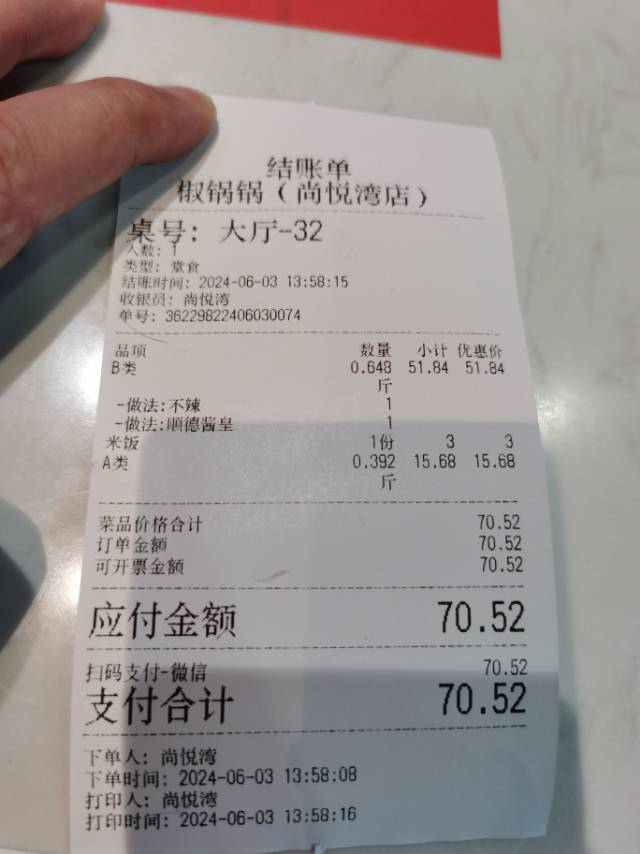 结账单
椒锅锅（尚悦湾店）
桌号: 大厅-32
人数: 1
类型: 堂食
结账时间: 2024-06-03 13:58:15
收银员: 尚悦湾
单号: 36229822406030074
品项 数量 小计 优惠价
B类 0.648 51.84 51.84
斤
-做法:不辣 1
-做法:顺德酱皇 1
米饭 1份 3 3
A类 0.392 15.68 15.68
斤
菜品价格合计 70.52
订单金额 70.52
可开票金额 70.52
应付金额 70.52
扫码支付-微信 70.52
支付合计 70.52
下单人: 尚悦湾
下单时间: 2024-06-03 13:58:08
打印人: 尚悦湾
打印时间: 2024-06-03 13:58:16